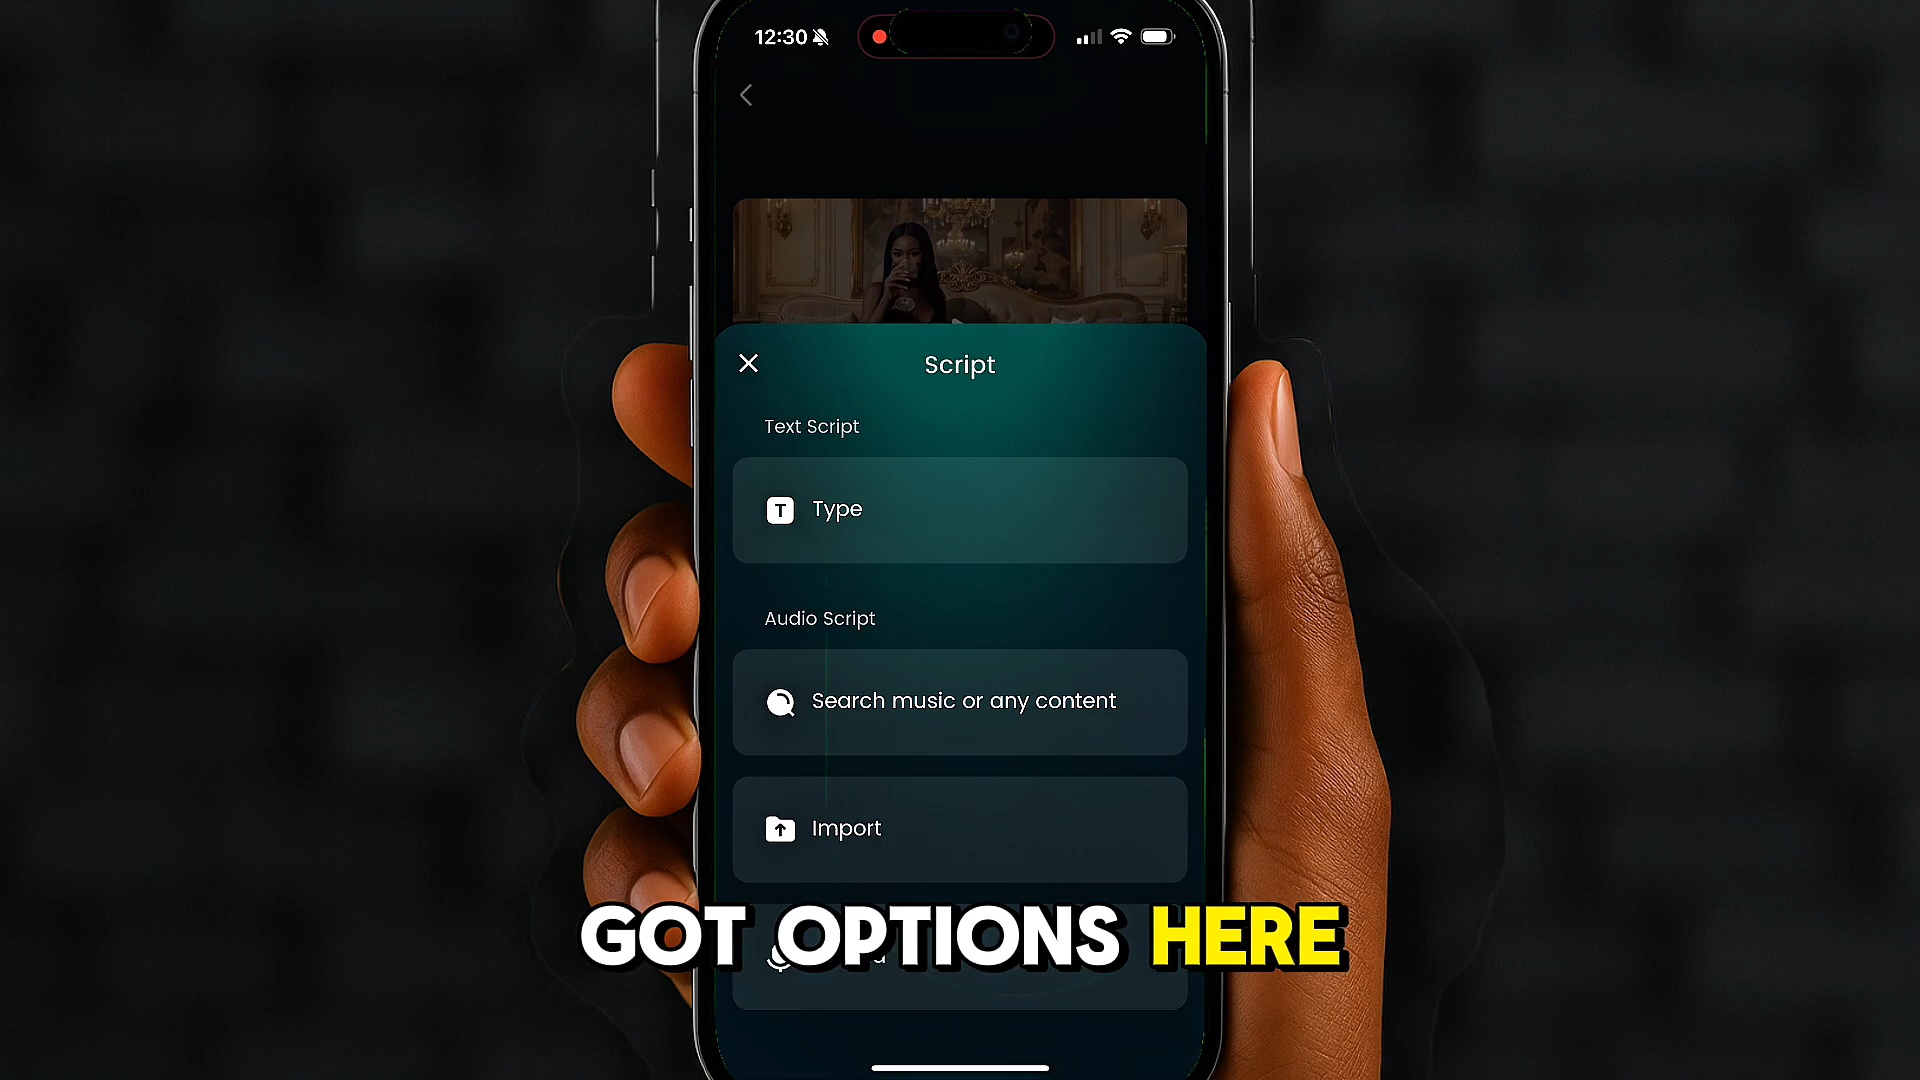 12:30
Script
Text Script
T Type
Audio Script
Search music or any content
Import
GOT OPTIONS HERE